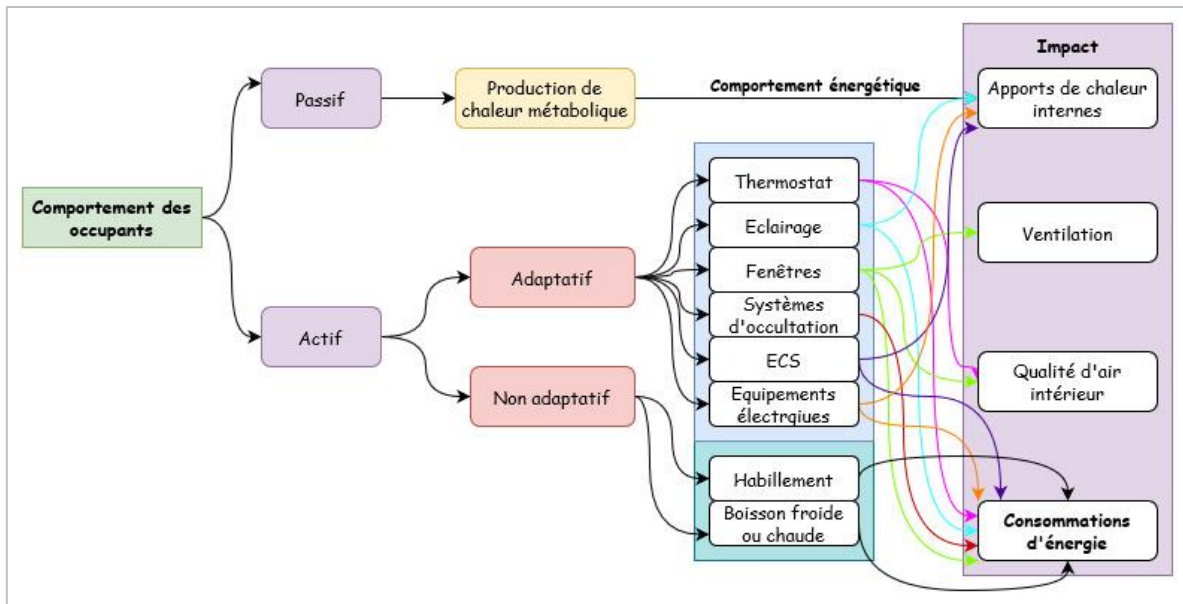 Impact
Passif
Production de
chaleur métabolique
Comportement énergétique
Apports de chaleur
internes
Comportement des
occupants
Thermostat
Eclairage
Ventilation
Adaptatif
Fenêtres
Systèmes
d'occultation
Actif
ECS
Qualité d'air
intérieur
Non adaptatif
Equipements
électrqiues
Habillement
Boisson froide
ou chaude
Consommations
d'énergie